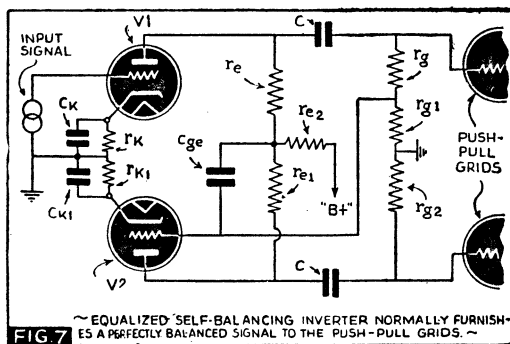 V1
C
INPUT
SIGNAL
re
rg
CK
rK
Cge
re2
rg1
PUSH-
PULL
GRIDS
rK1
CK1
re1
"B+"
rg2
V2
C
~ EQUALIZED SELF-BALANCING INVERTER NORMALLY FURNISH-
FIG. 7 ES A PERFECTLY BALANCED SIGNAL TO THE PUSH-PULL GRIDS. ~